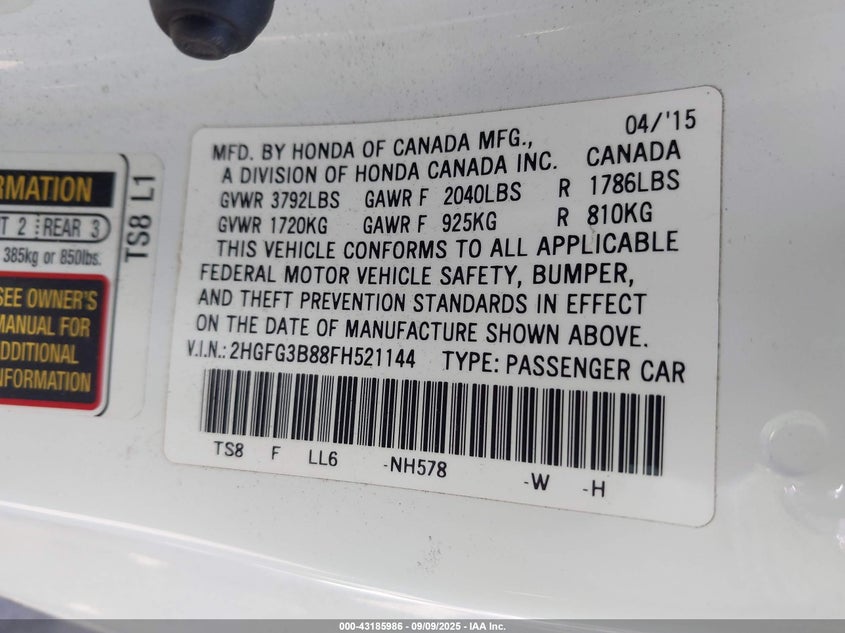 RMATION
T 2 REAR 3
385kg or 850lbs.
SEE OWNER'S
MANUAL FOR
ADDITIONAL
INFORMATION
TS8 L1
04/'15
MFD. BY HONDA OF CANADA MFG.,
A DIVISION OF HONDA CANADA INC. CANADA
GVWR 3792LBS GAWR F 2040LBS R 1786LBS
GVWR 1720KG GAWR F 925KG R 810KG
THIS VEHICLE CONFORMS TO ALL APPLICABLE
FEDERAL MOTOR VEHICLE SAFETY, BUMPER,
AND THEFT PREVENTION STANDARDS IN EFFECT
ON THE DATE OF MANUFACTURE SHOWN ABOVE.
V.I.N.: 2HGFG3B88FH521144 TYPE: PASSENGER CAR
TS8 F LL6 -NH578 -W -H
000-43185986 - 09/09/2025 - IAA Inc.